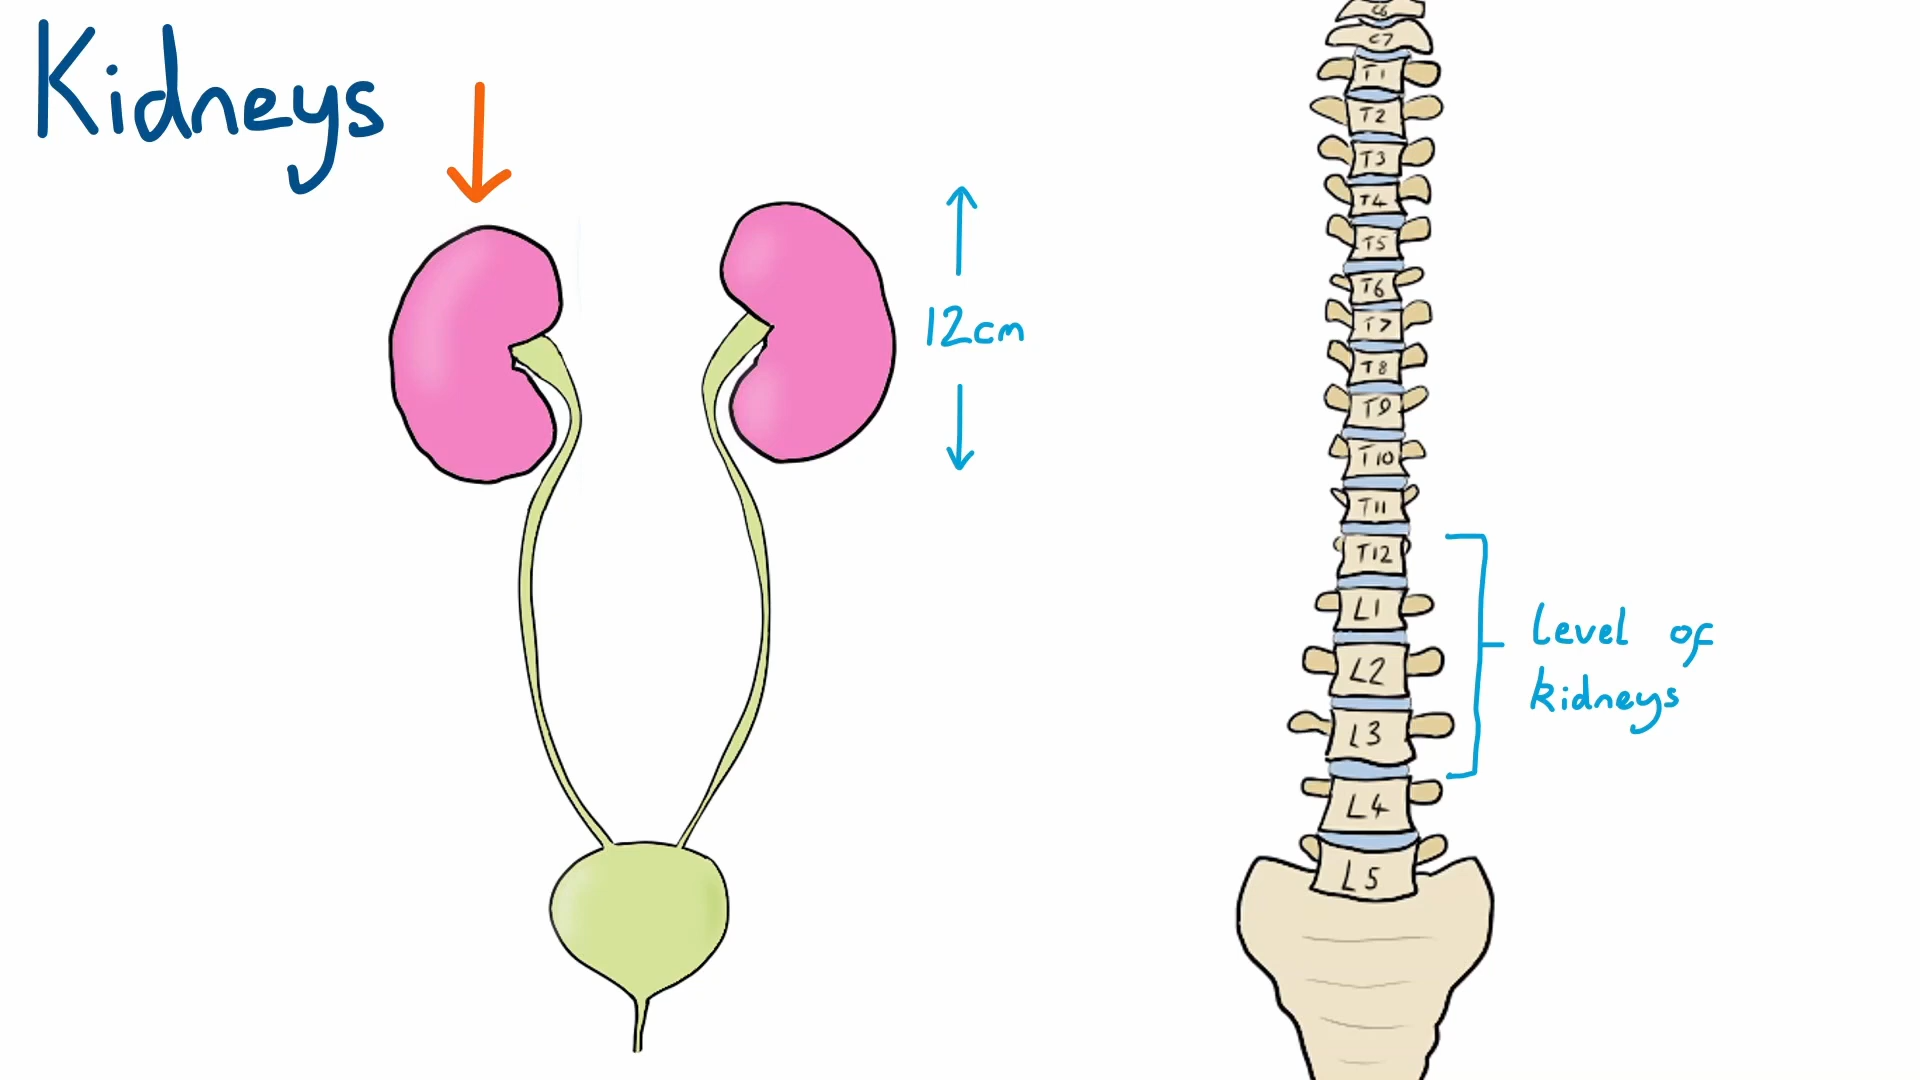 Kidneys
12cm
C6
C7
T1
T2
T3
T4
T5
T6
T7
T8
T9
T10
T11
T12
L1
L2
L3
L4
L5
level of
kidneys